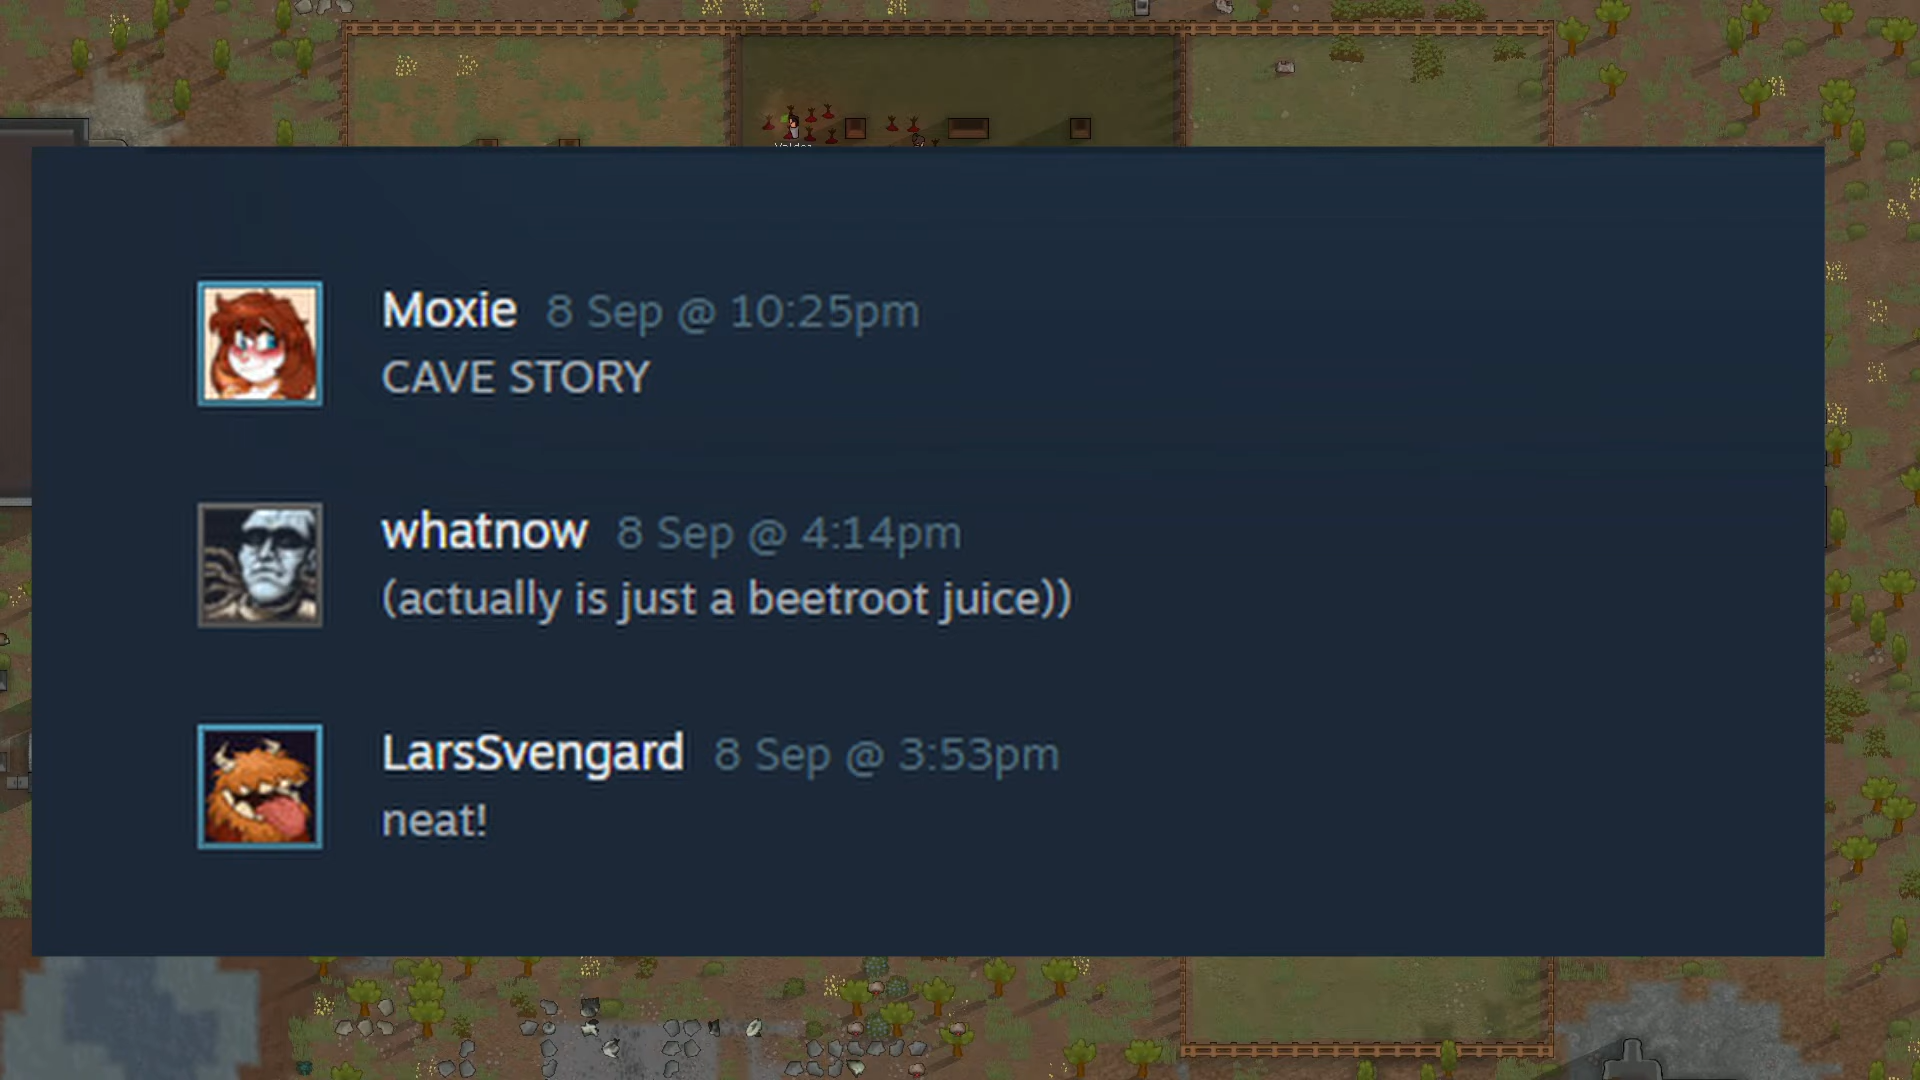 Moxie 8 Sep @ 10:25pm
CAVE STORY
whatnow 8 Sep @ 4:14pm
(actually is just a beetroot juice))
LarsSvengard 8 Sep @ 3:53pm
neat!